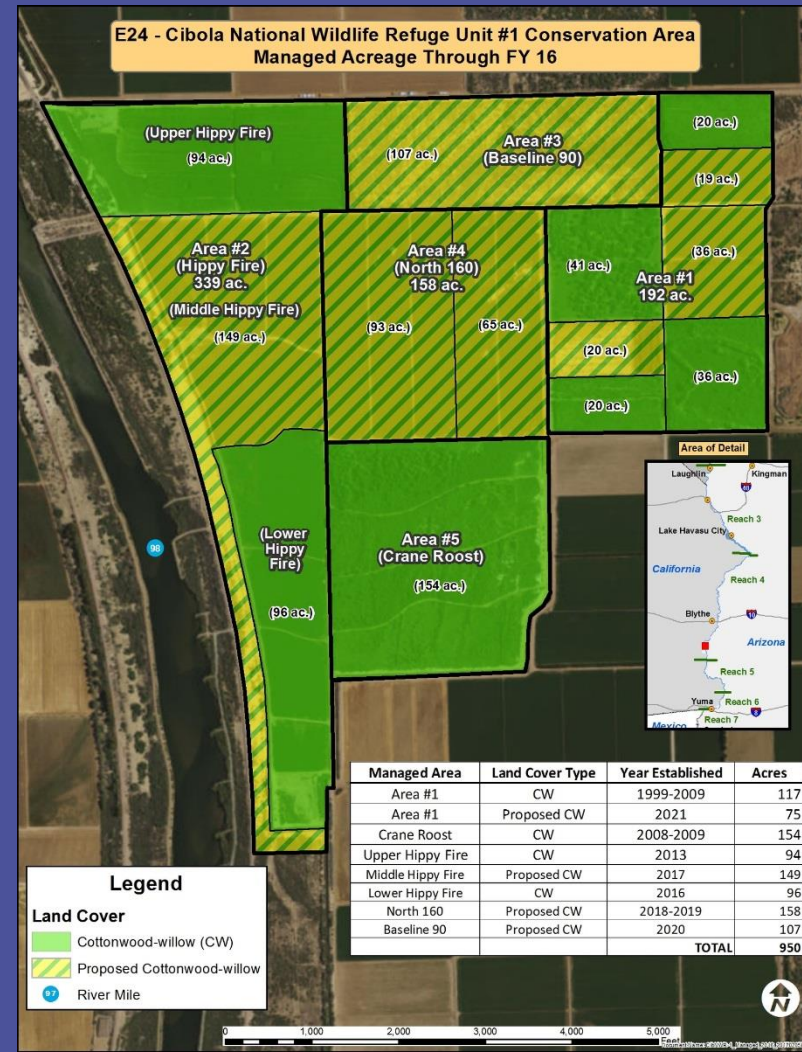 E24 - Cibola National Wildlife Refuge Unit #1 Conservation Area
Managed Acreage Through FY 16
(Upper Hippy Fire)
(94 ac.)
(107 ac.)
Area #3
(Baseline 90)
(20 ac.)
(19 ac.)
Area #2
(Hippy Fire)
339 ac.
(Middle Hippy Fire)
(149 ac.)
Area #4
(North 160)
158 ac.
(93 ac.)
(65 ac.)
(41 ac.)
(36 ac.)
Area #1
192 ac.
(20 ac.)
(20 ac.)
(36 ac.)
(Lower
Hippy
Fire)
(96 ac.)
Area #5
(Crane Roost)
(154 ac.)
98
Area of Detail
Laughlin
Kingman
40
Reach 3
Lake Havasu City
California
Reach 4
Blythe
10
Arizona
Reach 5
Yuma
Reach 6
8
Mexico
Reach 7
Managed Area Land Cover Type Year Established Acres
Area #1 CW 1999-2009 117
Area #1 Proposed CW 2021 75
Crane Roost CW 2008-2009 154
Upper Hippy Fire CW 2013 94
Middle Hippy Fire Proposed CW 2017 149
Lower Hippy Fire CW 2016 96
North 160 Proposed CW 2018-2019 158
Baseline 90 Proposed CW 2020 107
TOTAL 950
Legend
Land Cover
Cottonwood-willow (CW)
Proposed Cottonwood-willow
97 River Mile
N
0 1,000 2,000 3,000 4,000 5,000
Feet